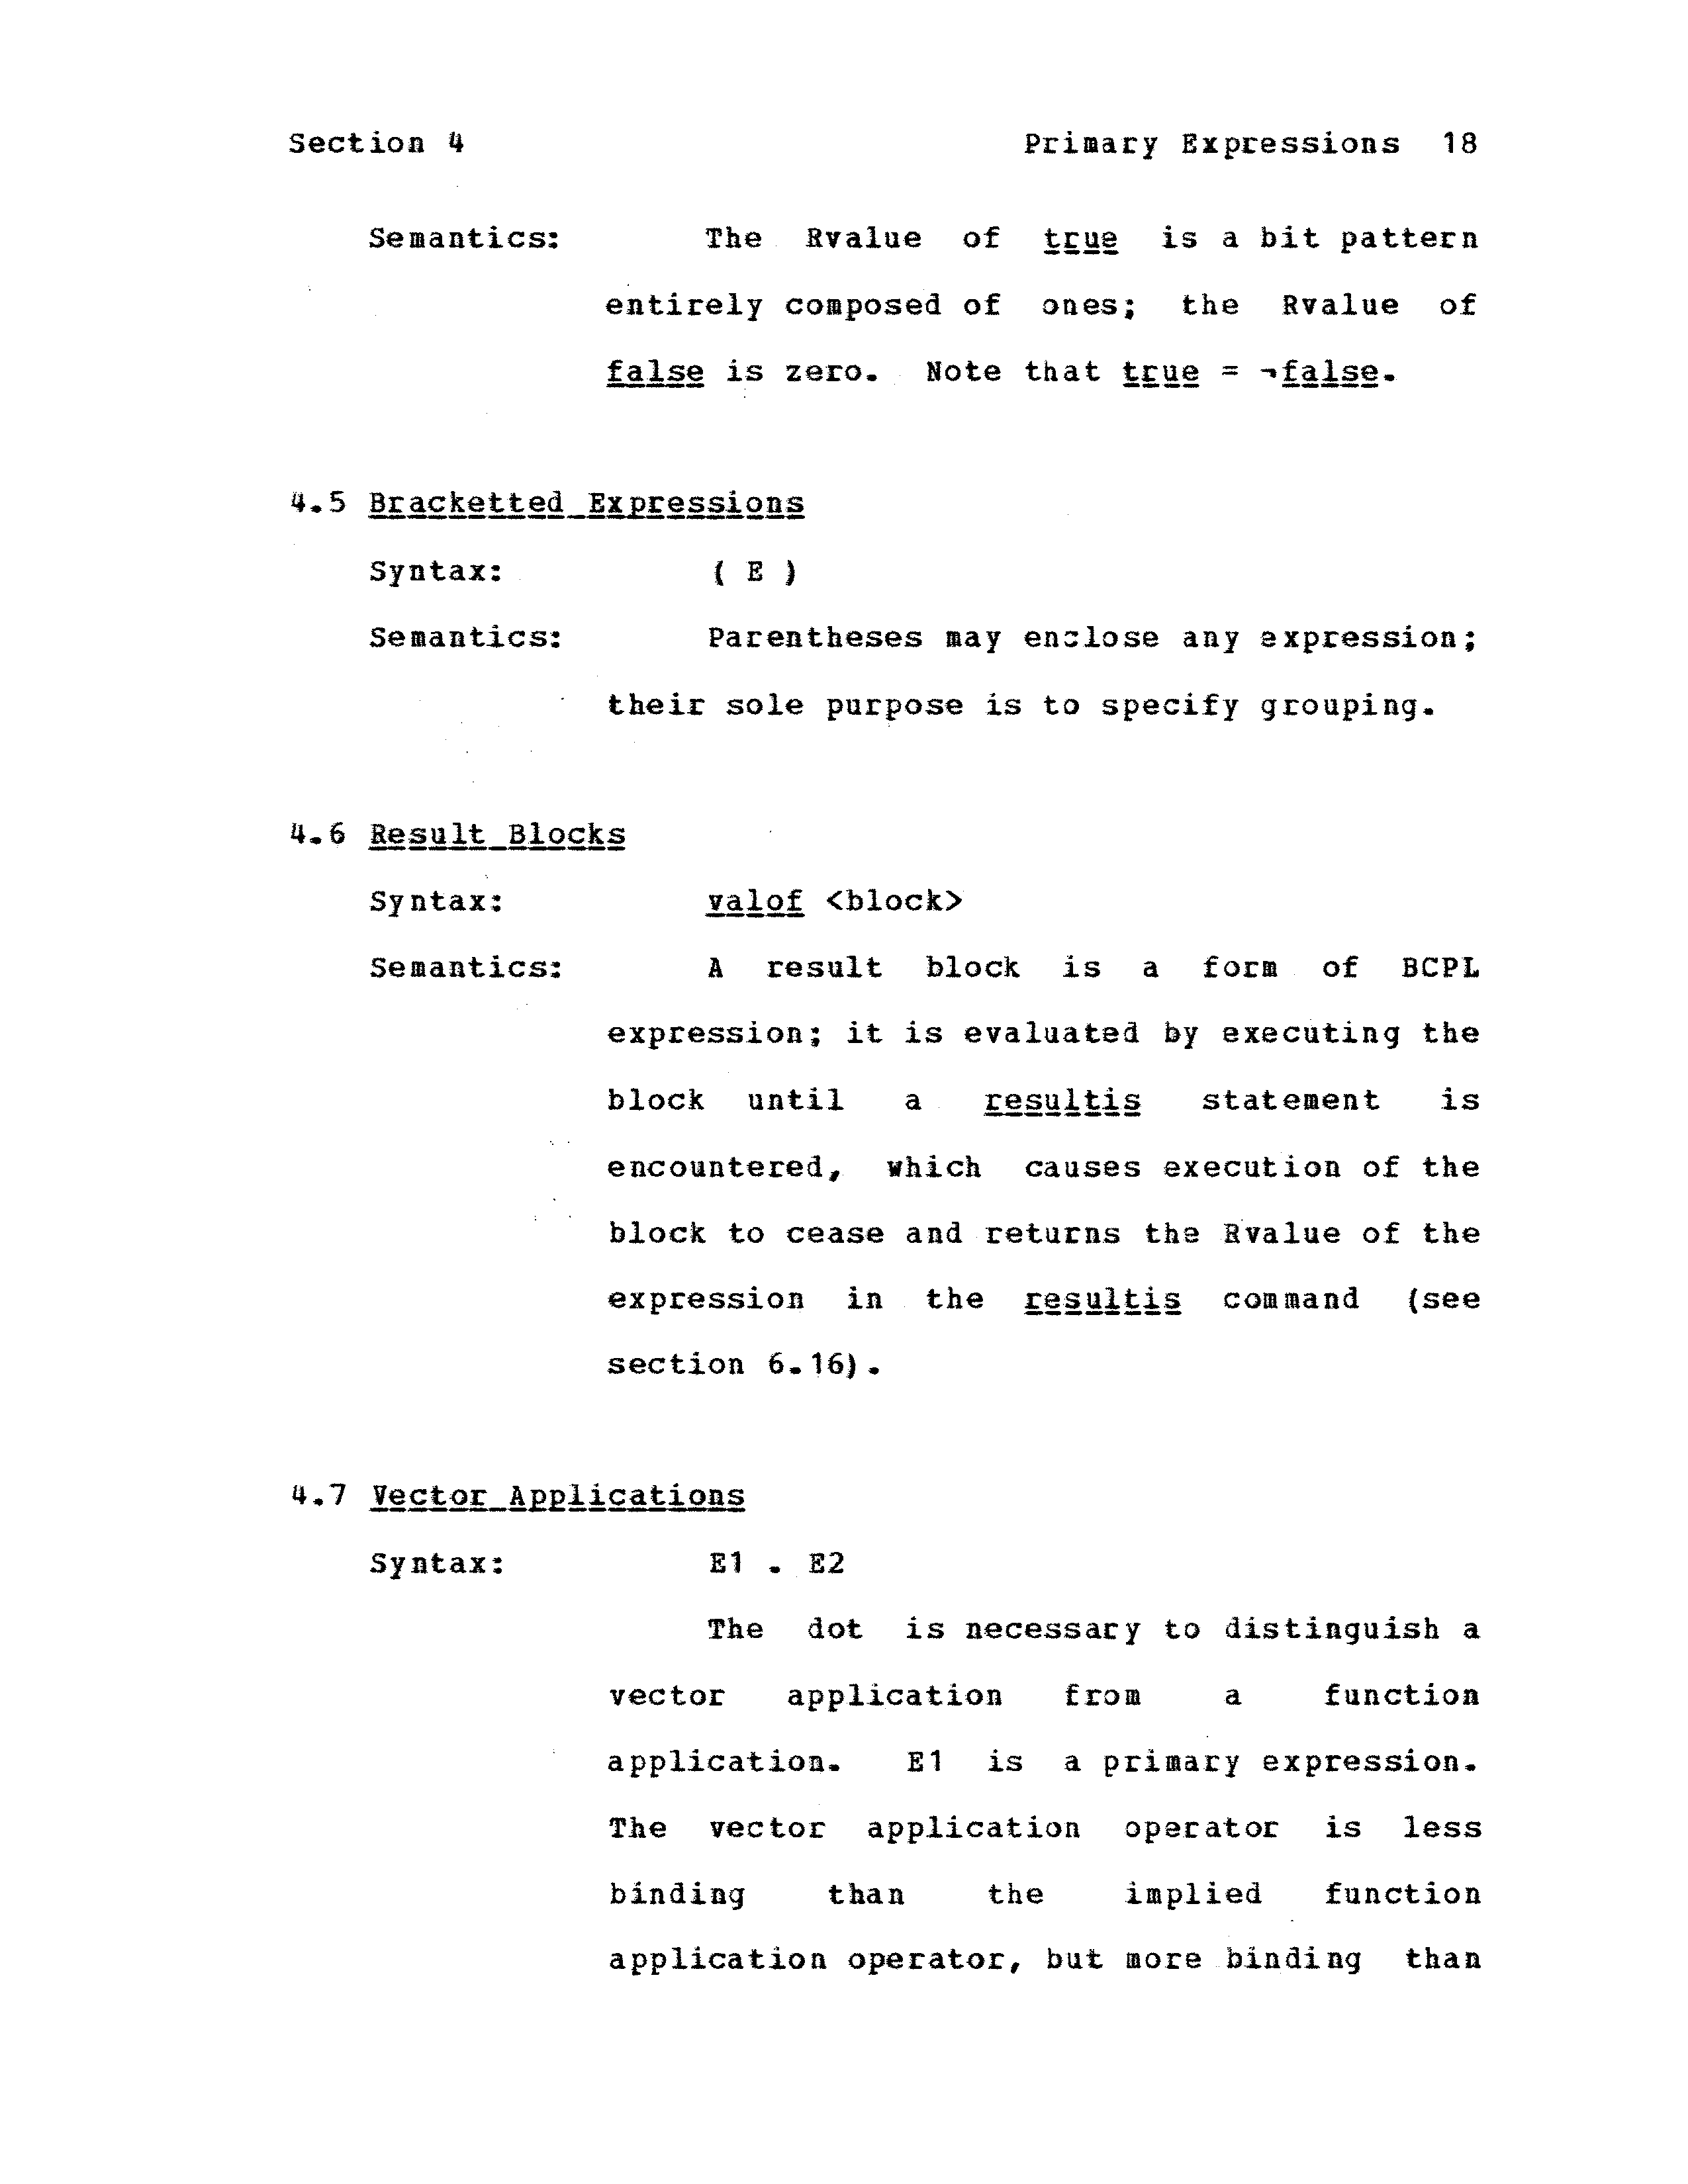 Section 4 Primary Expressions 18
Semantics: The Rvalue of true is a bit pattern
entirely composed of ones; the Rvalue of
false is zero. Note that true = ¬false.
4.5 Bracketted Expressions
Syntax: ( E )
Semantics: Parentheses may enclose any expression;
their sole purpose is to specify grouping.
4.6 Result Blocks
Syntax: valof <block>
Semantics: A result block is a form of BCPL
expression; it is evaluated by executing the
block until a resultis statement is
encountered, which causes execution of the
block to cease and returns the Rvalue of the
expression in the resultis command (see
section 6.16).
4.7 Vector Applications
Syntax: E1 . E2
The dot is necessary to distinguish a
vector application from a function
application. E1 is a primary expression.
The vector application operator is less
binding than the implied function
application operator, but more binding than